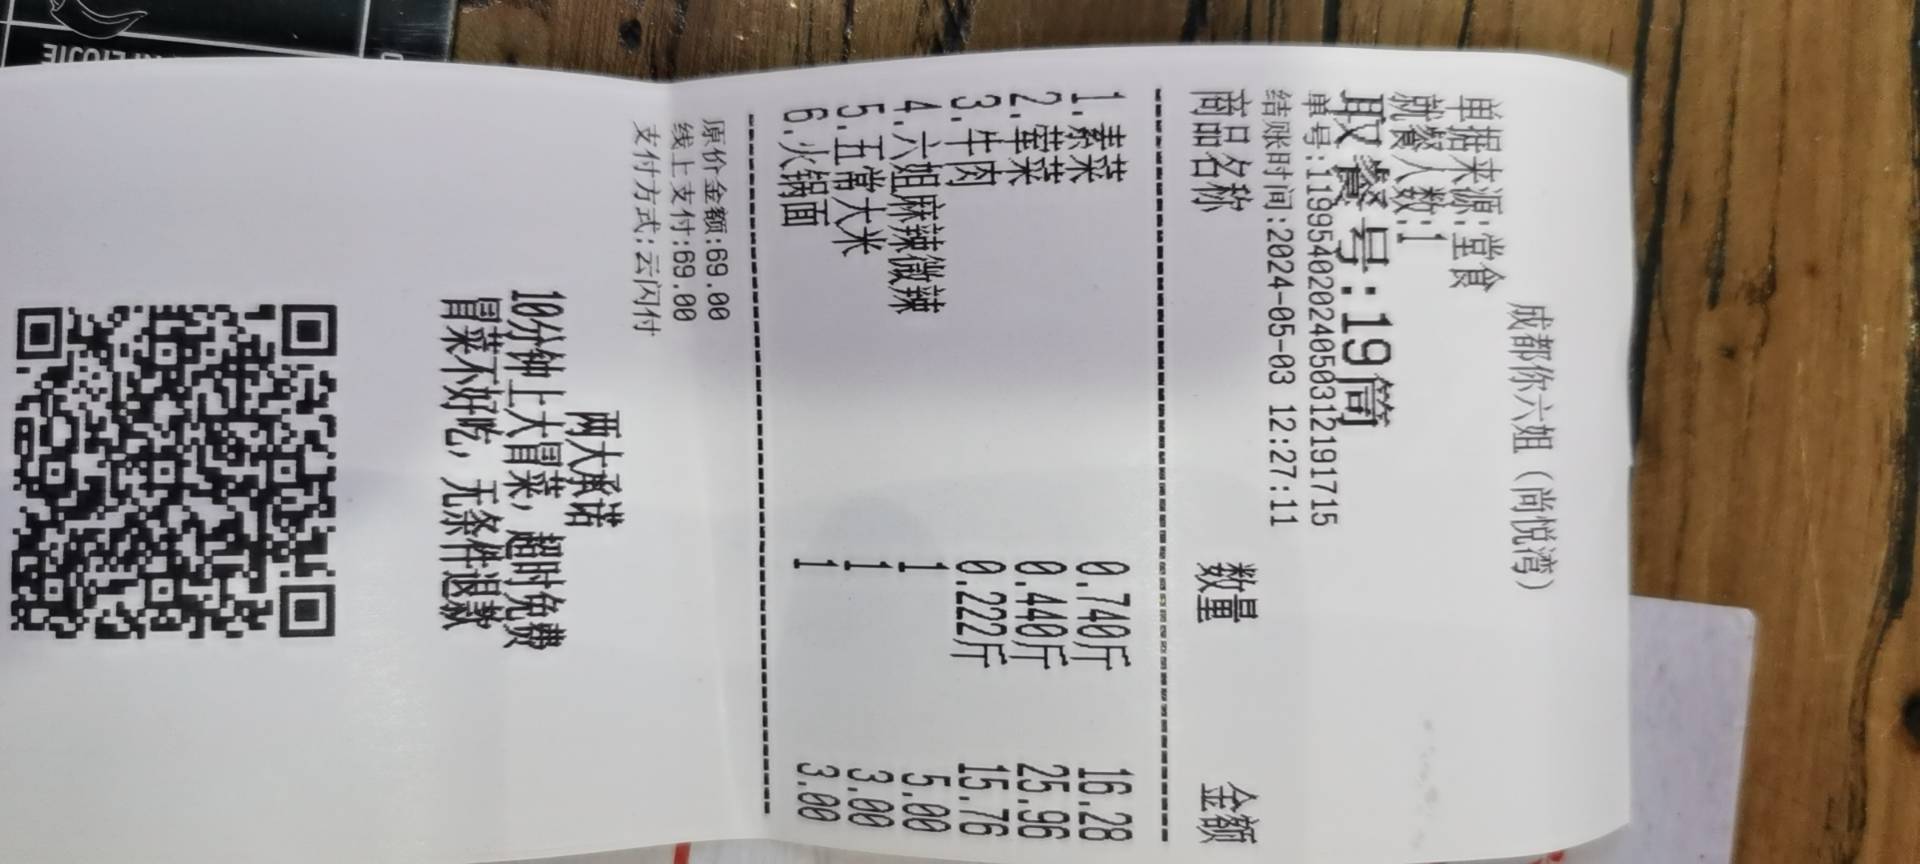 成都你六姐（尚悦湾）
单据来源:堂食
就餐人数:1
取餐号:19筒
单号:11995402024050312191715
结账时间:2024-05-03 12:27:11
商品名称 数量 金额
1.素菜 0.740斤 16.28
2.荤菜 0.440斤 25.96
3.牛肉 0.222斤 15.76
4.六姐麻辣微辣 1 5.00
5.五常大米 1 3.00
6.火锅面 1 3.00
原价金额:69.00
线上支付:69.00
支付方式:云闪付
两大承诺
10分钟上大冒菜，超时免费
冒菜不好吃，无条件退款